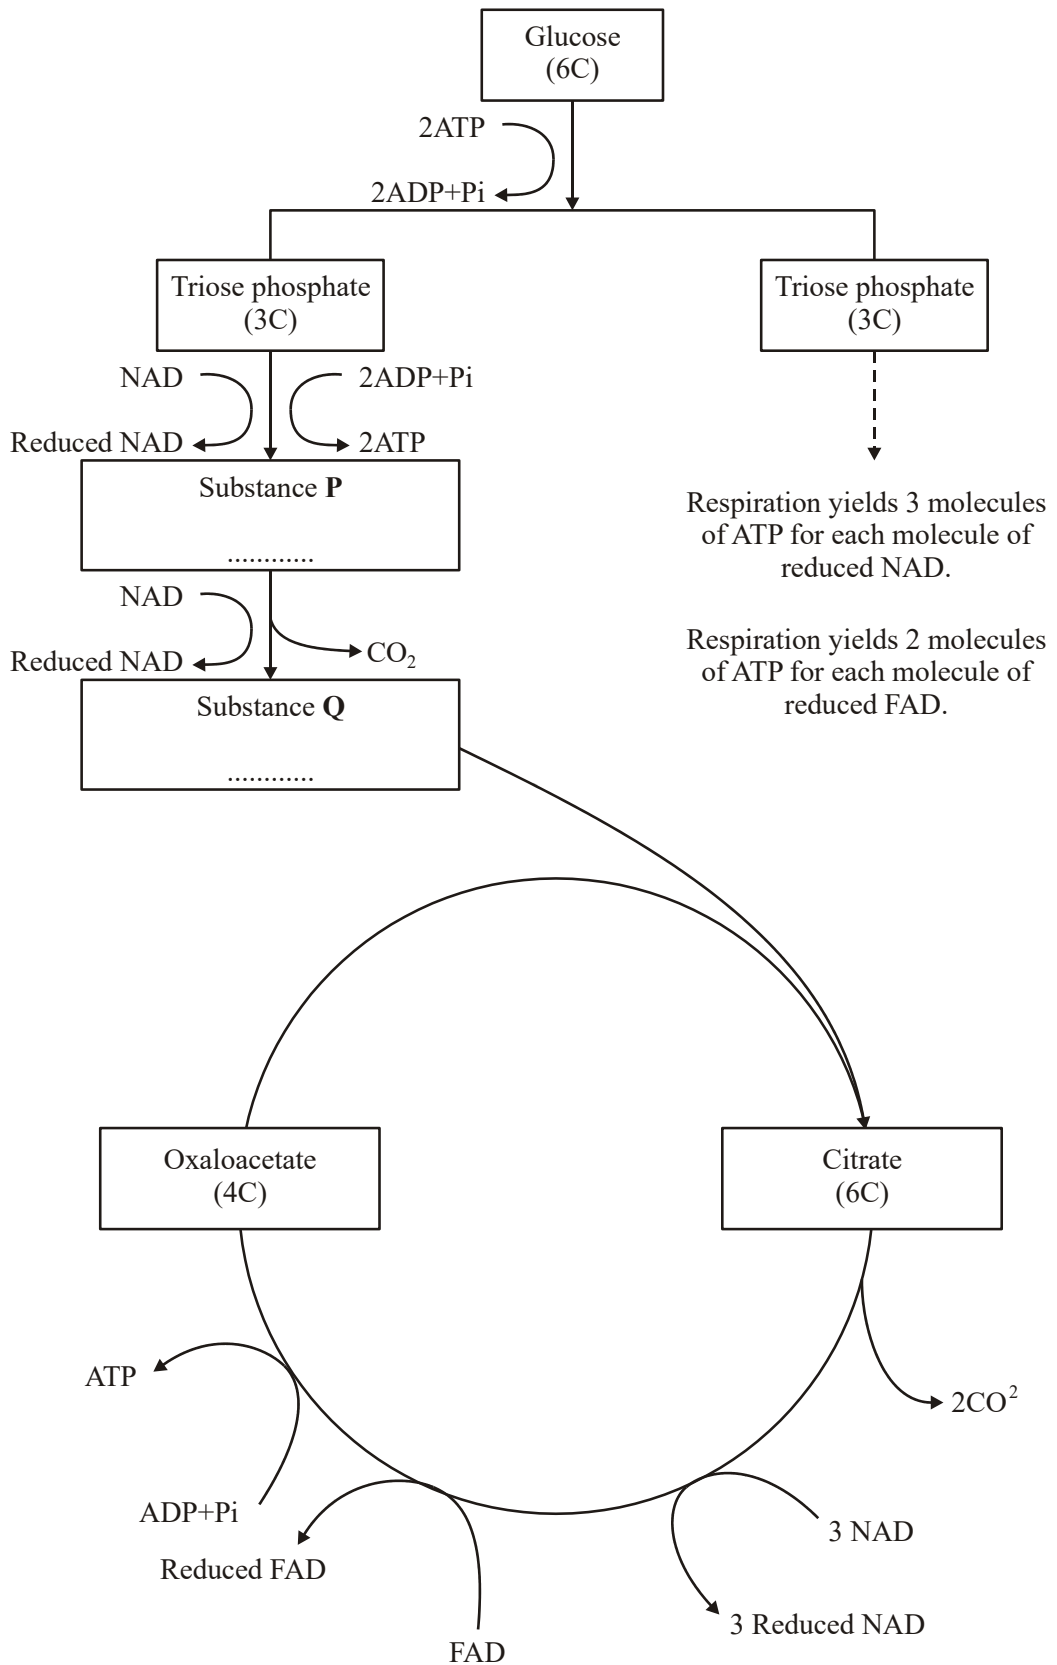 Glucose
(6C)
2ATP
2ADP+Pi
Triose phosphate
(3C)
Triose phosphate
(3C)
NAD
2ADP+Pi
Reduced NAD
2ATP
Substance P
............
Respiration yields 3 molecules
of ATP for each molecule of
reduced NAD.
NAD
Reduced NAD
CO₂
Respiration yields 2 molecules
of ATP for each molecule of
reduced FAD.
Substance Q
............
Oxaloacetate
(4C)
Citrate
(6C)
ATP
2CO²
ADP+Pi
3 NAD
Reduced FAD
3 Reduced NAD
FAD